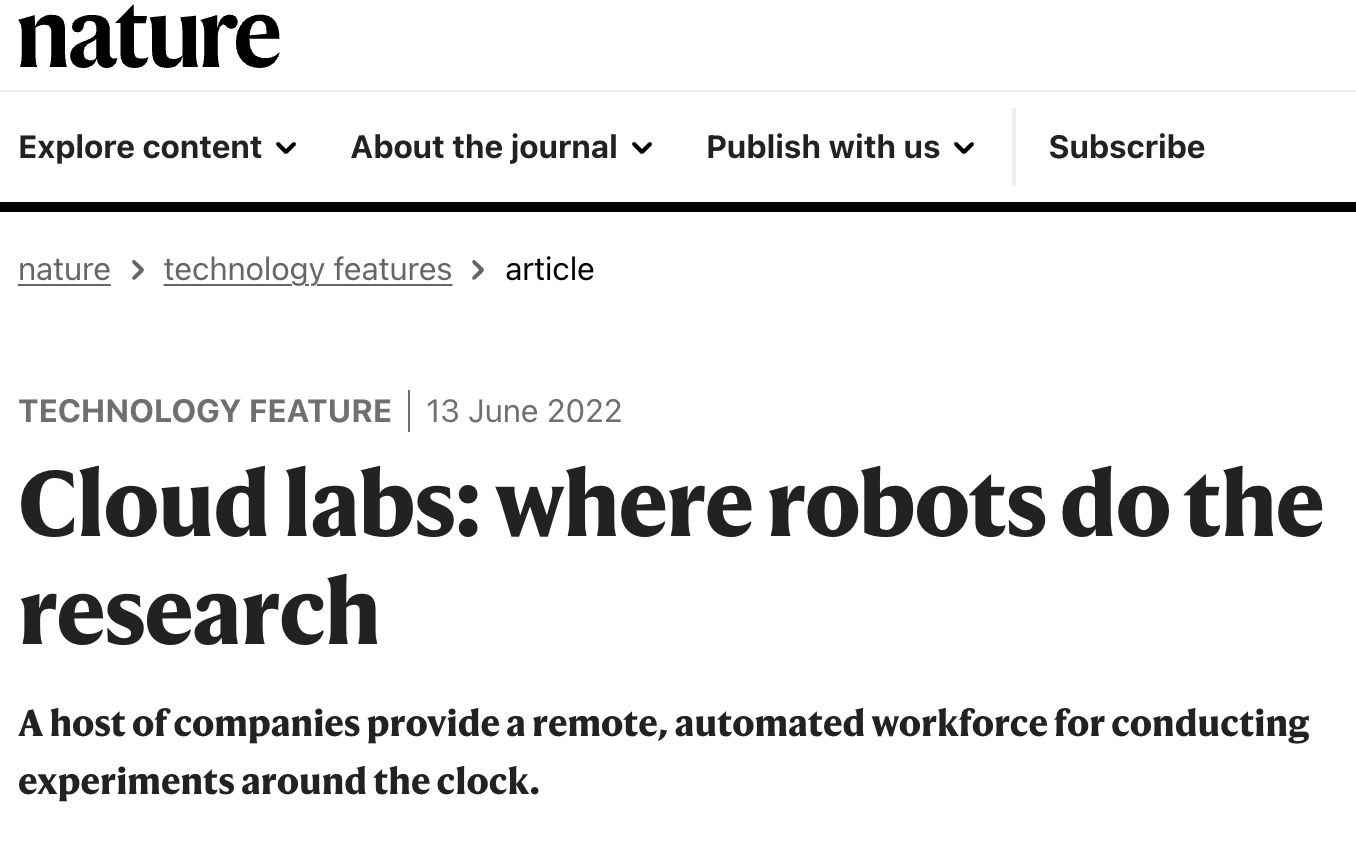 nature
Explore content About the journal Publish with us Subscribe
nature > technology features > article
TECHNOLOGY FEATURE | 13 June 2022
Cloud labs: where robots do the
research
A host of companies provide a remote, automated workforce for conducting
experiments around the clock.